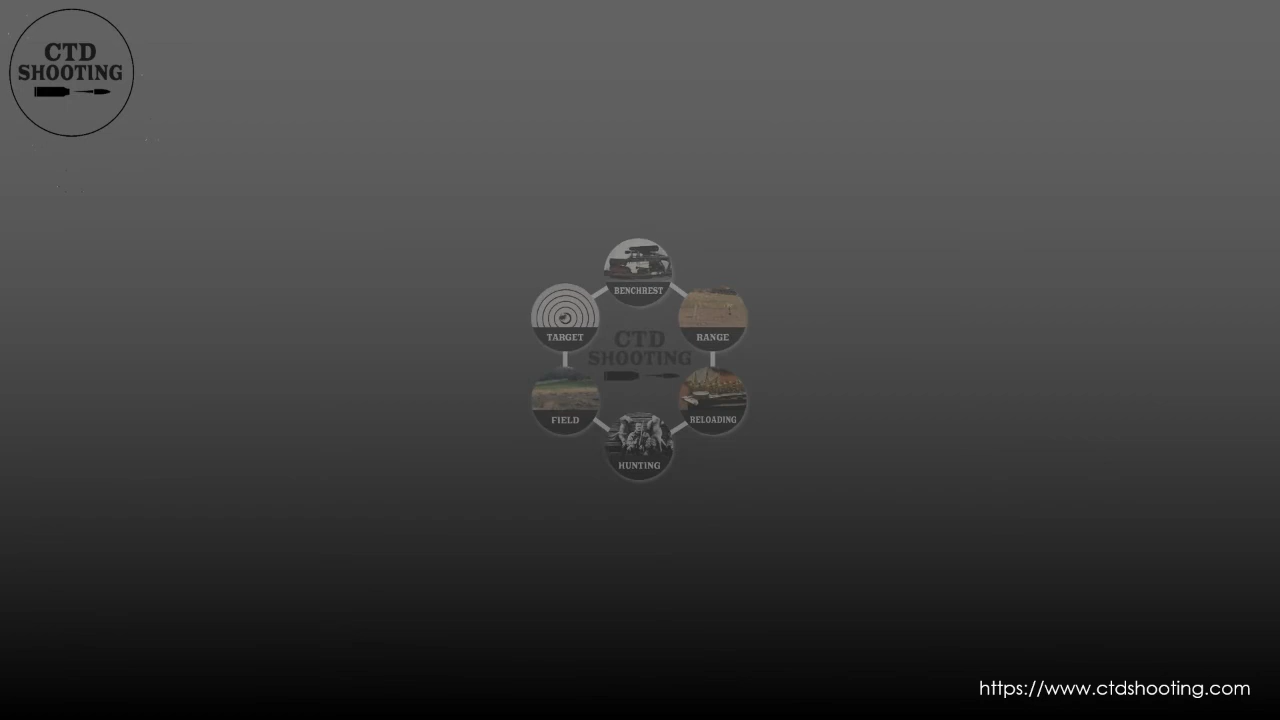 CTD
SHOOTING
BENCHREST
TARGET
RANGE
CTD
SHOOTING
FIELD
RELOADING
HUNTING
https://www.ctdshooting.com